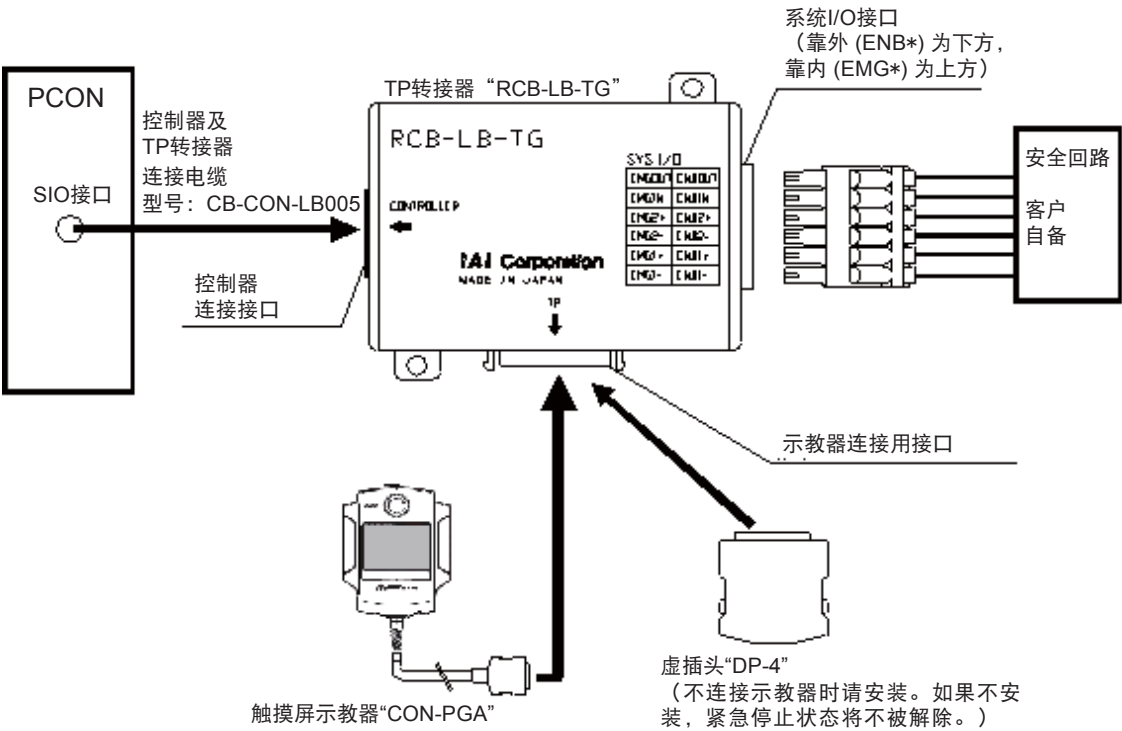 系统I/O接口
（靠外 (ENB*) 为下方，
靠内 (EMG*) 为上方）
TP转接器“RCB-LB-TG”
PCON
控制器及
TP转接器
连接电缆
型号：CB-CON-LB005
SIO接口
RCB-LB-TG
SYS I/O
CONTROLLER
IAI Corporation
MADE IN JAPAN
TP
安全回路
客户
自备
控制器
连接接口
示教器连接用接口
虚插头“DP-4”
（不连接示教器时请安装。如果不安
装，紧急停止状态将不被解除。）
触摸屏示教器“CON-PGA”